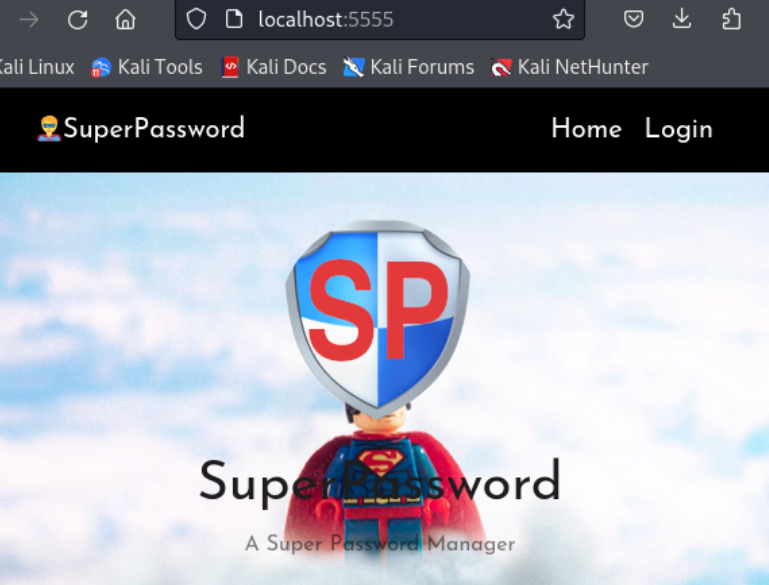 localhost:5555
Kali Linux Kali Tools Kali Docs Kali Forums Kali NetHunter
SuperPassword Home Login
SP
SuperPassword
A Super Password Manager